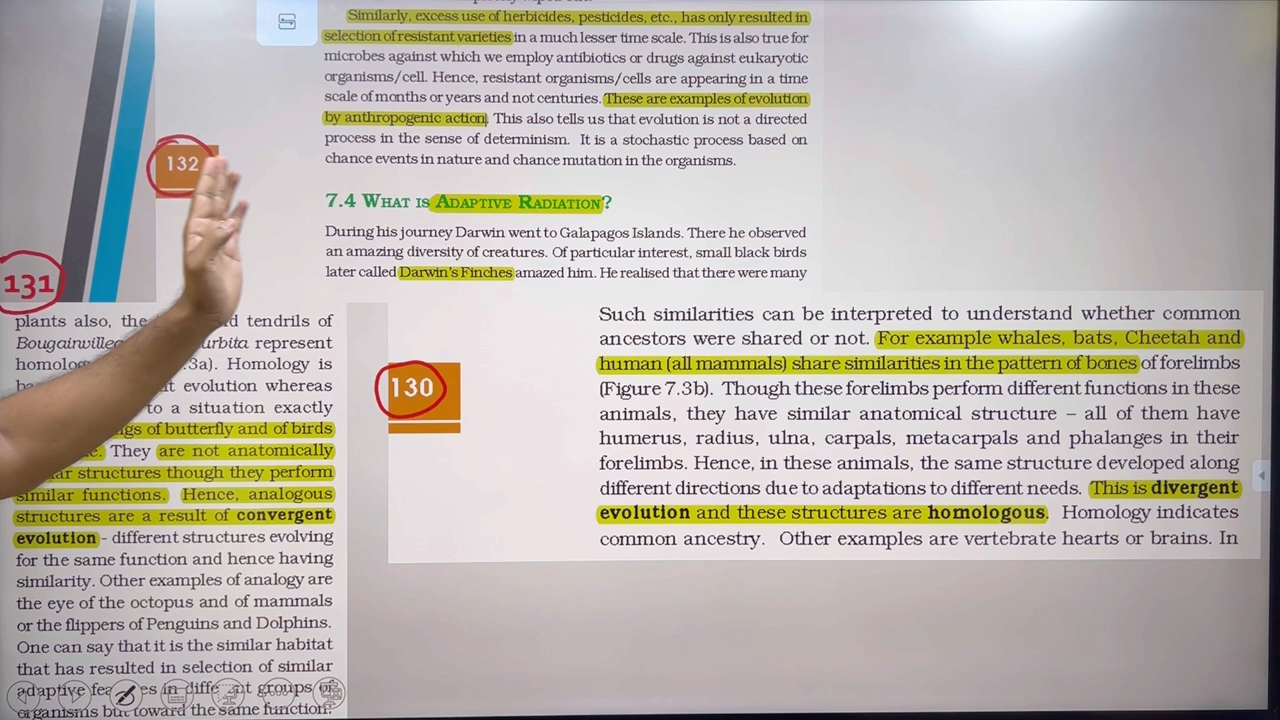 Similarly, excess use of herbicides, pesticides, etc., has only resulted in
selection of resistant varieties in a much lesser time scale. This is also true for
microbes against which we employ antibiotics or drugs against eukaryotic
organisms/cell. Hence, resistant organisms/cells are appearing in a time
scale of months or years and not centuries. These are examples of evolution
by anthropogenic action. This also tells us that evolution is not a directed
process in the sense of determinism. It is a stochastic process based on
chance events in nature and chance mutation in the organisms.
132
7.4 WHAT IS ADAPTIVE RADIATION?
During his journey Darwin went to Galapagos Islands. There he observed
an amazing diversity of creatures. Of particular interest, small black birds
later called Darwin's Finches amazed him. He realised that there were many
131
plants also, the tendrils of
represent
Homology is
evolution whereas
to a situation exactly
of butterfly and of birds
They are not anatomically
structures though they perform
similar functions. Hence, analogous
structures are a result of convergent
evolution - different structures evolving
for the same function and hence having
similarity. Other examples of analogy are
the eye of the octopus and of mammals
or the flippers of Penguins and Dolphins.
One can say that it is the similar habitat
that has resulted in selection of similar
adaptive in groups of
organisms but toward the same function:
130
Such similarities can be interpreted to understand whether common
ancestors were shared or not. For example whales, bats, Cheetah and
human (all mammals) share similarities in the pattern of bones of forelimbs
(Figure 7.3b). Though these forelimbs perform different functions in these
animals, they have similar anatomical structure – all of them have
humerus, radius, ulna, carpals, metacarpals and phalanges in their
forelimbs. Hence, in these animals, the same structure developed along
different directions due to adaptations to different needs. This is divergent
evolution and these structures are homologous. Homology indicates
common ancestry. Other examples are vertebrate hearts or brains. In